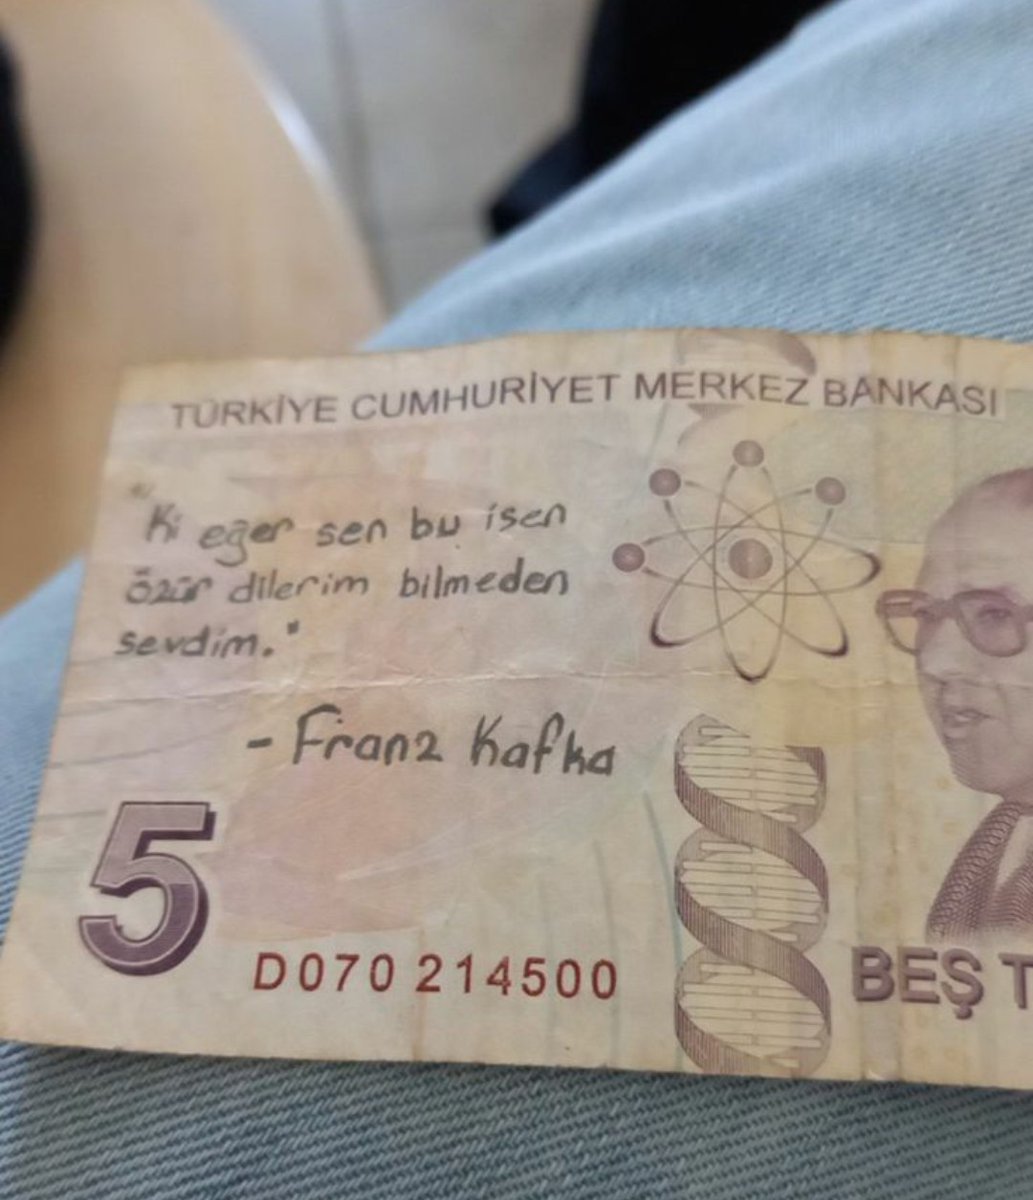 TÜRKİYE CUMHURİYET MERKEZ BANKASI
"Ki eğer sen bu isen
özür dilerim bilmeden
sevdim."
- Franz Kafka
5
D070 214500
BEŞ T